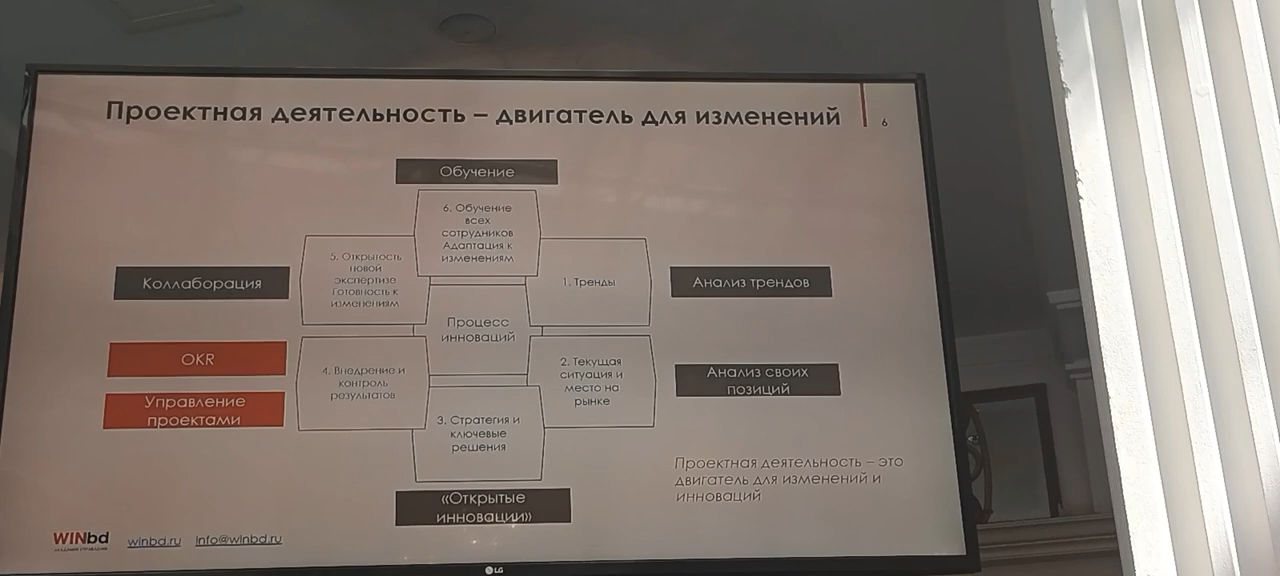 Проектная деятельность – двигатель для изменений
6
Обучение
6. Обучение
всех
сотрудников
Адаптация к
изменениям
5. Открытость
новой
экспертизе
Готовность к
изменениям
1. Тренды
Коллаборация
Анализ трендов
Процесс
инноваций
OKR
Управление
проектами
4. Внедрение и
контроль
результатов
2. Текущая
ситуация и
место на
рынке
Анализ своих
позиций
3. Стратегия и
ключевые
решения
«Открытые
инновации»
Проектная деятельность – это
двигатель для изменений и
инноваций
WINbd
winbd.ru
info@winbd.ru
LG